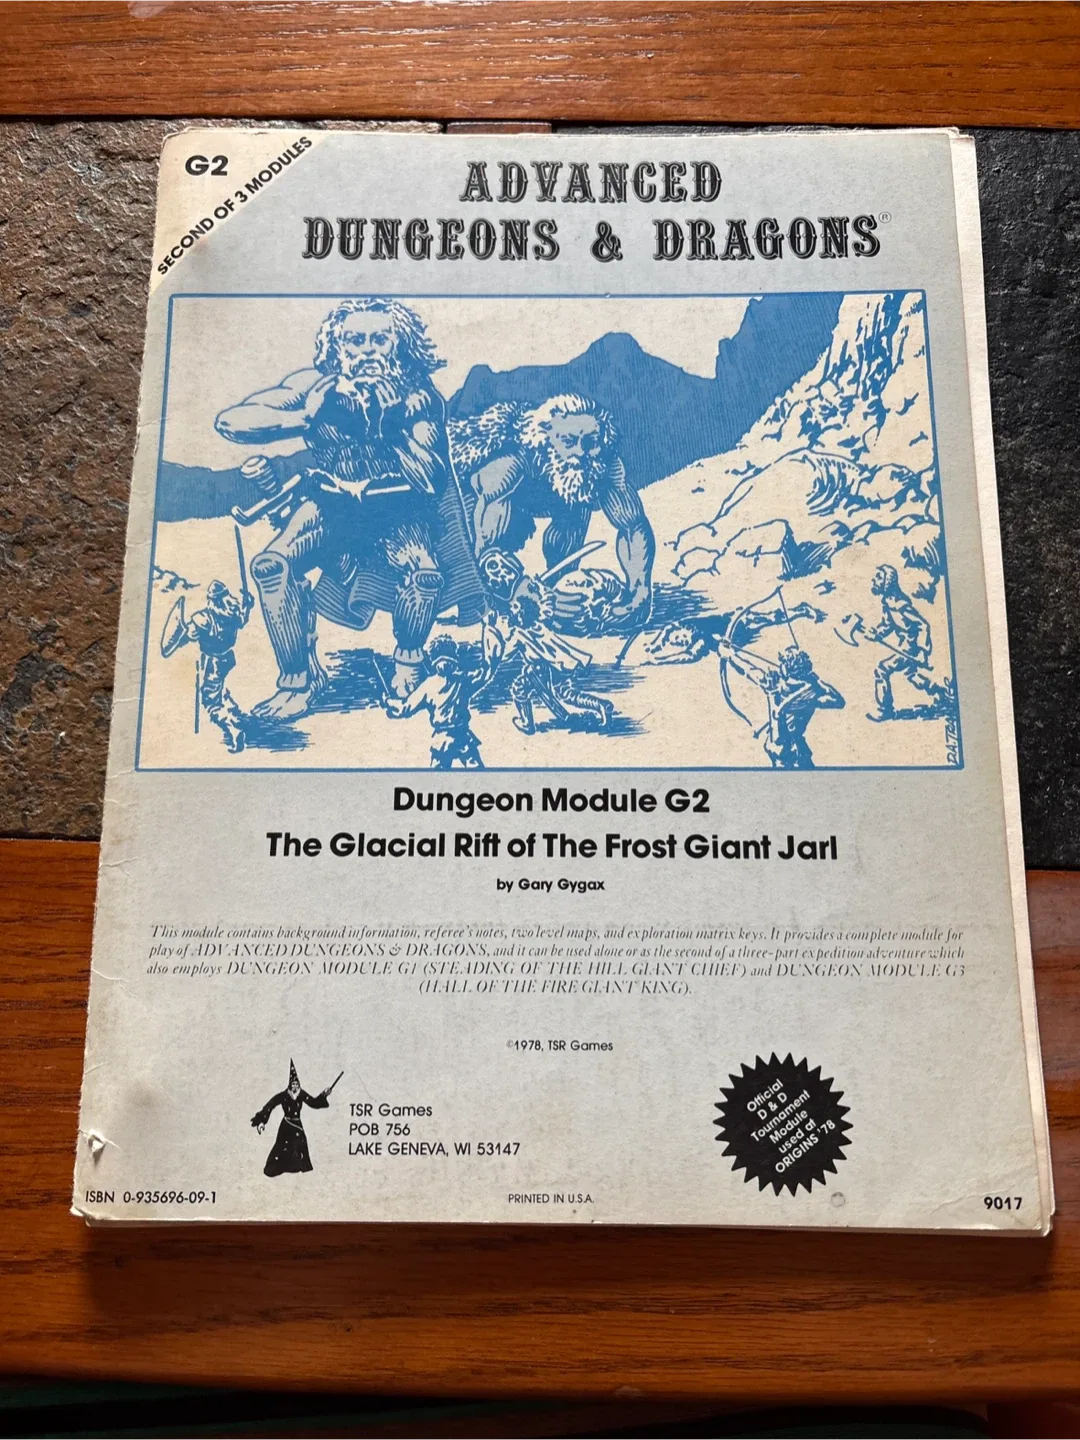 G2
SECOND OF 3 MODULES
ADVANCED
DUNGEONS & DRAGONS®
Dungeon Module G2
The Glacial Rift of The Frost Giant Jarl
by Gary Gygax
This module contains background information, referee's notes, two level maps, and exploration matrix keys. It provides a complete module for
play of ADVANCED DUNGEONS & DRAGONS, and it can be used alone or as the second of a three-part expedition adventure which
also employs DUNGEON MODULE G1 (STEADING OF THE HILL GIANT CHIEF) and DUNGEON MODULE G3
(HALL OF THE FIRE GIANT KING).
©1978, TSR Games
TSR Games
POB 756
LAKE GENEVA, WI 53147
Official
D & D
Tournament
Module
used at
ORIGINS '78
ISBN 0-935696-09-1
PRINTED IN U.S.A.
9017